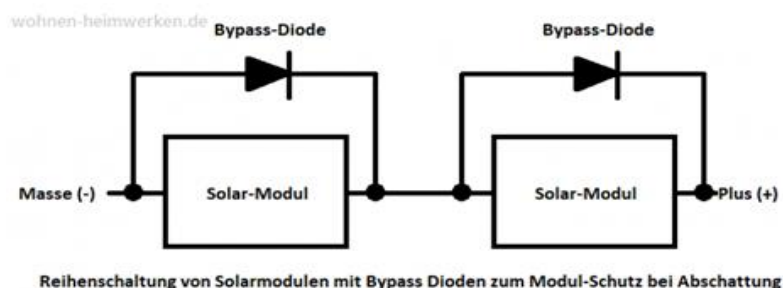 wohnen-heimwerken.de
Bypass-Diode Bypass-Diode
Masse (-) Solar-Modul Solar-Modul Plus (+)
Reihenschaltung von Solarmodulen mit Bypass Dioden zum Modul-Schutz bei Abschattung